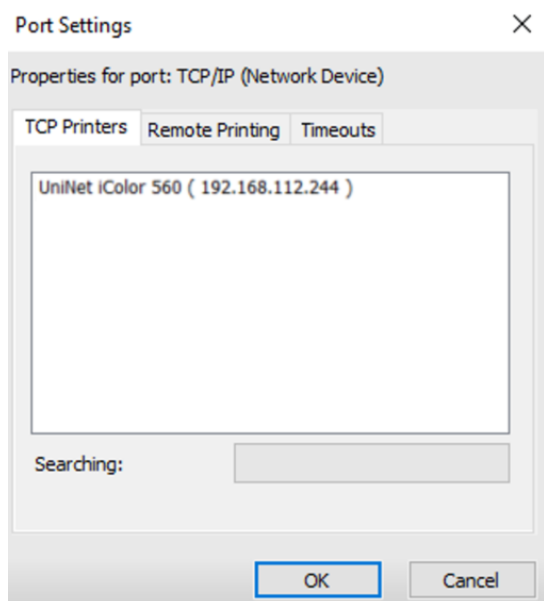 Port Settings
Properties for port: TCP/IP (Network Device)
TCP Printers Remote Printing Timeouts
UniNet iColor 560 ( 192.168.112.244 )
Searching:
OK Cancel